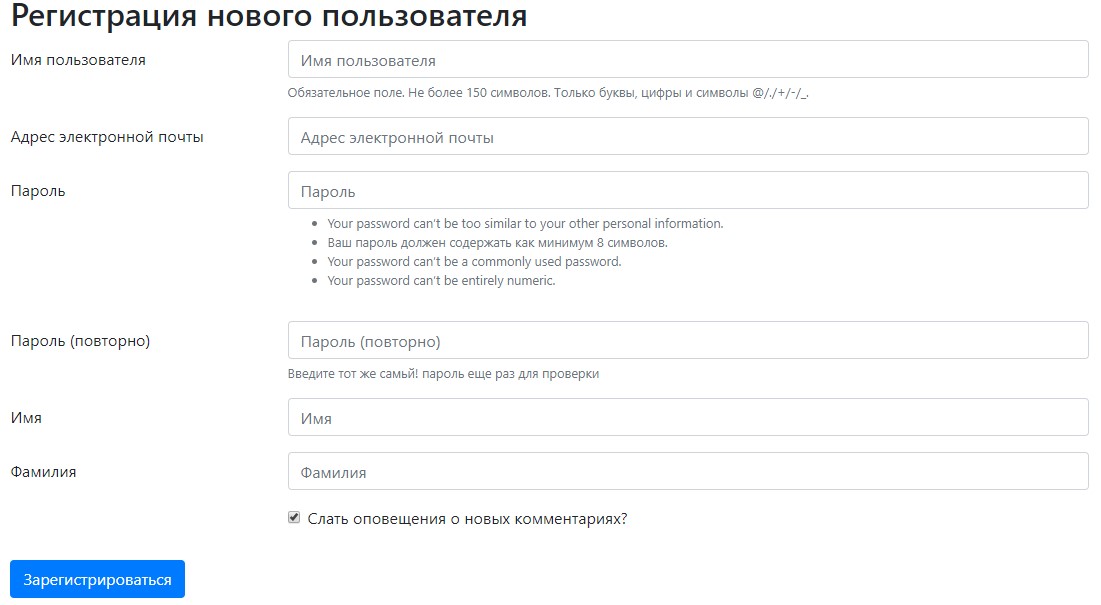 Регистрация нового пользователя
Имя пользователя
Имя пользователя
Обязательное поле. Не более 150 символов. Только буквы, цифры и символы @/./+/-/_.
Адрес электронной почты
Адрес электронной почты
Пароль
Пароль
Your password can't be too similar to your other personal information.
Ваш пароль должен содержать как минимум 8 символов.
Your password can't be a commonly used password.
Your password can't be entirely numeric.
Пароль (повторно)
Пароль (повторно)
Введите тот же самый! пароль еще раз для проверки
Имя
Имя
Фамилия
Фамилия
Слать оповещения о новых комментариях?
Зарегистрироваться